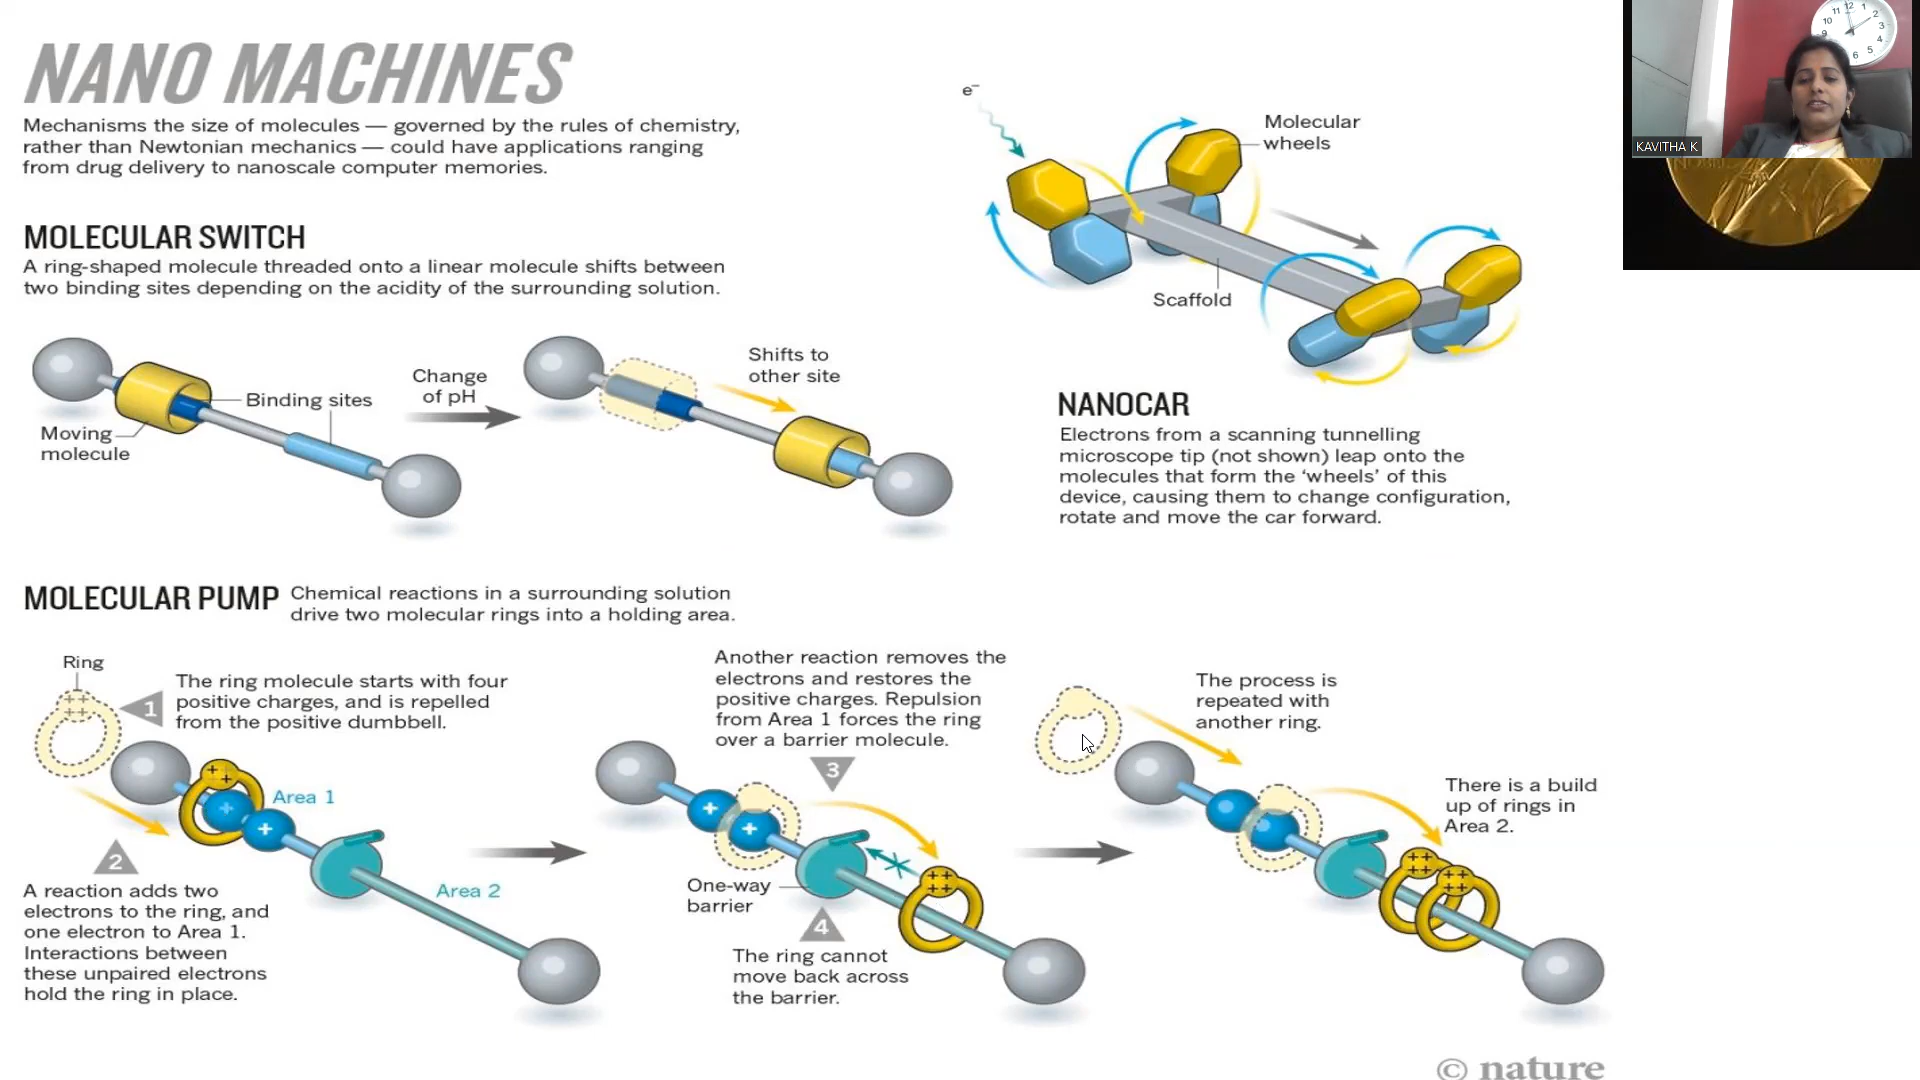 NANO MACHINES
Mechanisms the size of molecules — governed by the rules of chemistry,
rather than Newtonian mechanics — could have applications ranging
from drug delivery to nanoscale computer memories.
MOLECULAR SWITCH
A ring-shaped molecule threaded onto a linear molecule shifts between
two binding sites depending on the acidity of the surrounding solution.
Binding sites
Moving
molecule
Change
of pH
Shifts to
other site
e⁻
Molecular
wheels
Scaffold
NANOCAR
Electrons from a scanning tunnelling
microscope tip (not shown) leap onto the
molecules that form the ‘wheels’ of this
device, causing them to change configuration,
rotate and move the car forward.
KAVITHA K
11 12 1
10 2
9 3
4
6 5
MOLECULAR PUMP
Chemical reactions in a surrounding solution
drive two molecular rings into a holding area.
Ring
++
++
1
The ring molecule starts with four
positive charges, and is repelled
from the positive dumbbell.
+
+
+
+
Area 1
2
A reaction adds two
electrons to the ring, and
one electron to Area 1.
Interactions between
these unpaired electrons
hold the ring in place.
Area 2
Another reaction removes the
electrons and restores the
positive charges. Repulsion
from Area 1 forces the ring
over a barrier molecule.
3
+
+
++
++
One-way
barrier
4
The ring cannot
move back across
the barrier.
The process is
repeated with
another ring.
There is a build
up of rings in
Area 2.
++
++
++
++
© nature